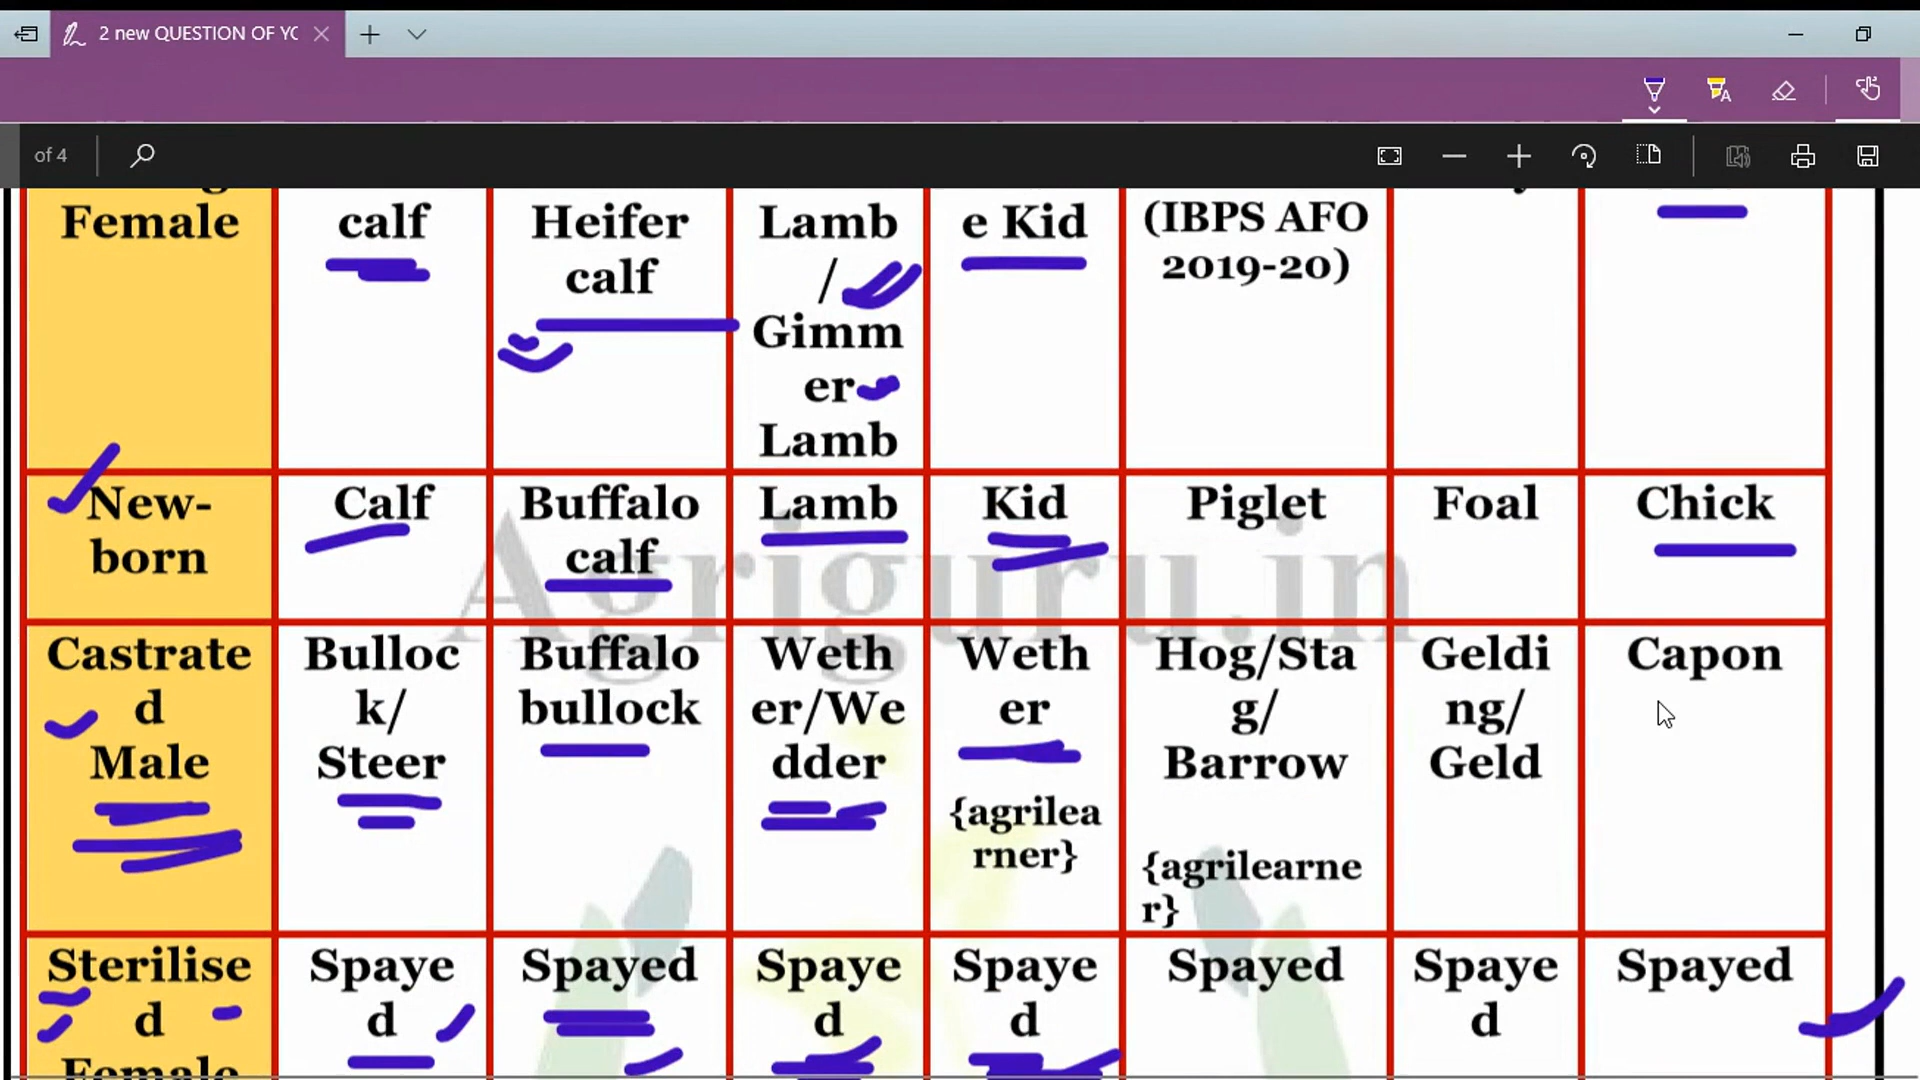 2 new QUESTION OF YO
of 4
Female
calf
Heifer
calf
Lamb
/
Gimm
er
Lamb
e Kid
(IBPS AFO
2019-20)
New-
born
Calf
Buffalo
calf
Lamb
Kid
Piglet
Foal
Chick
Agriguru.in
Castrate
d
Male
Bulloc
k/
Steer
Buffalo
bullock
Weth
er/We
dder
Weth
er
{agrilea
rner}
Hog/Sta
g/
Barrow
{agrilearne
r}
Geldi
ng/
Geld
Capon
Sterilise
d
Female
Spaye
d
Spayed
Spaye
d
Spaye
d
Spayed
Spaye
d
Spayed